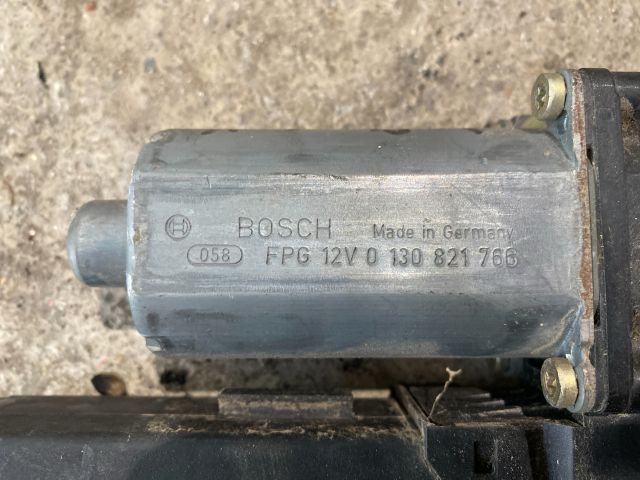 BOSCH Made in Germany
058 FPG 12V 0 130 821 766